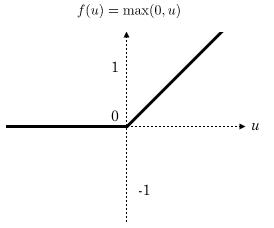 f(u) = max(0, u)
1
0
u
-1